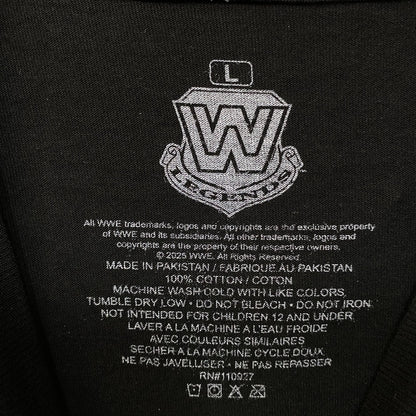 L
W
LEGENDS
All WWE trademarks, logos and copyrights are the exclusive property
of WWE and its subsidiaries. All other trademarks, logos and
copyrights are the property of their respective owners.
© 2025 WWE. All Rights Reserved.
MADE IN PAKISTAN / FABRIQUE AU PAKISTAN
100% COTTON / COTON
MACHINE WASH COLD WITH LIKE COLORS,
TUMBLE DRY LOW • DO NOT BLEACH • DO NOT IRON.
NOT INTENDED FOR CHILDREN 12 AND UNDER.
LAVER A LA MACHINE A L'EAU FROIDE
AVEC COULEURS SIMILAIRES
SECHER A LA MACHINE CYCLE DOUX.
NE PAS JAVELLISER • NE PAS REPASSER
RN#110927